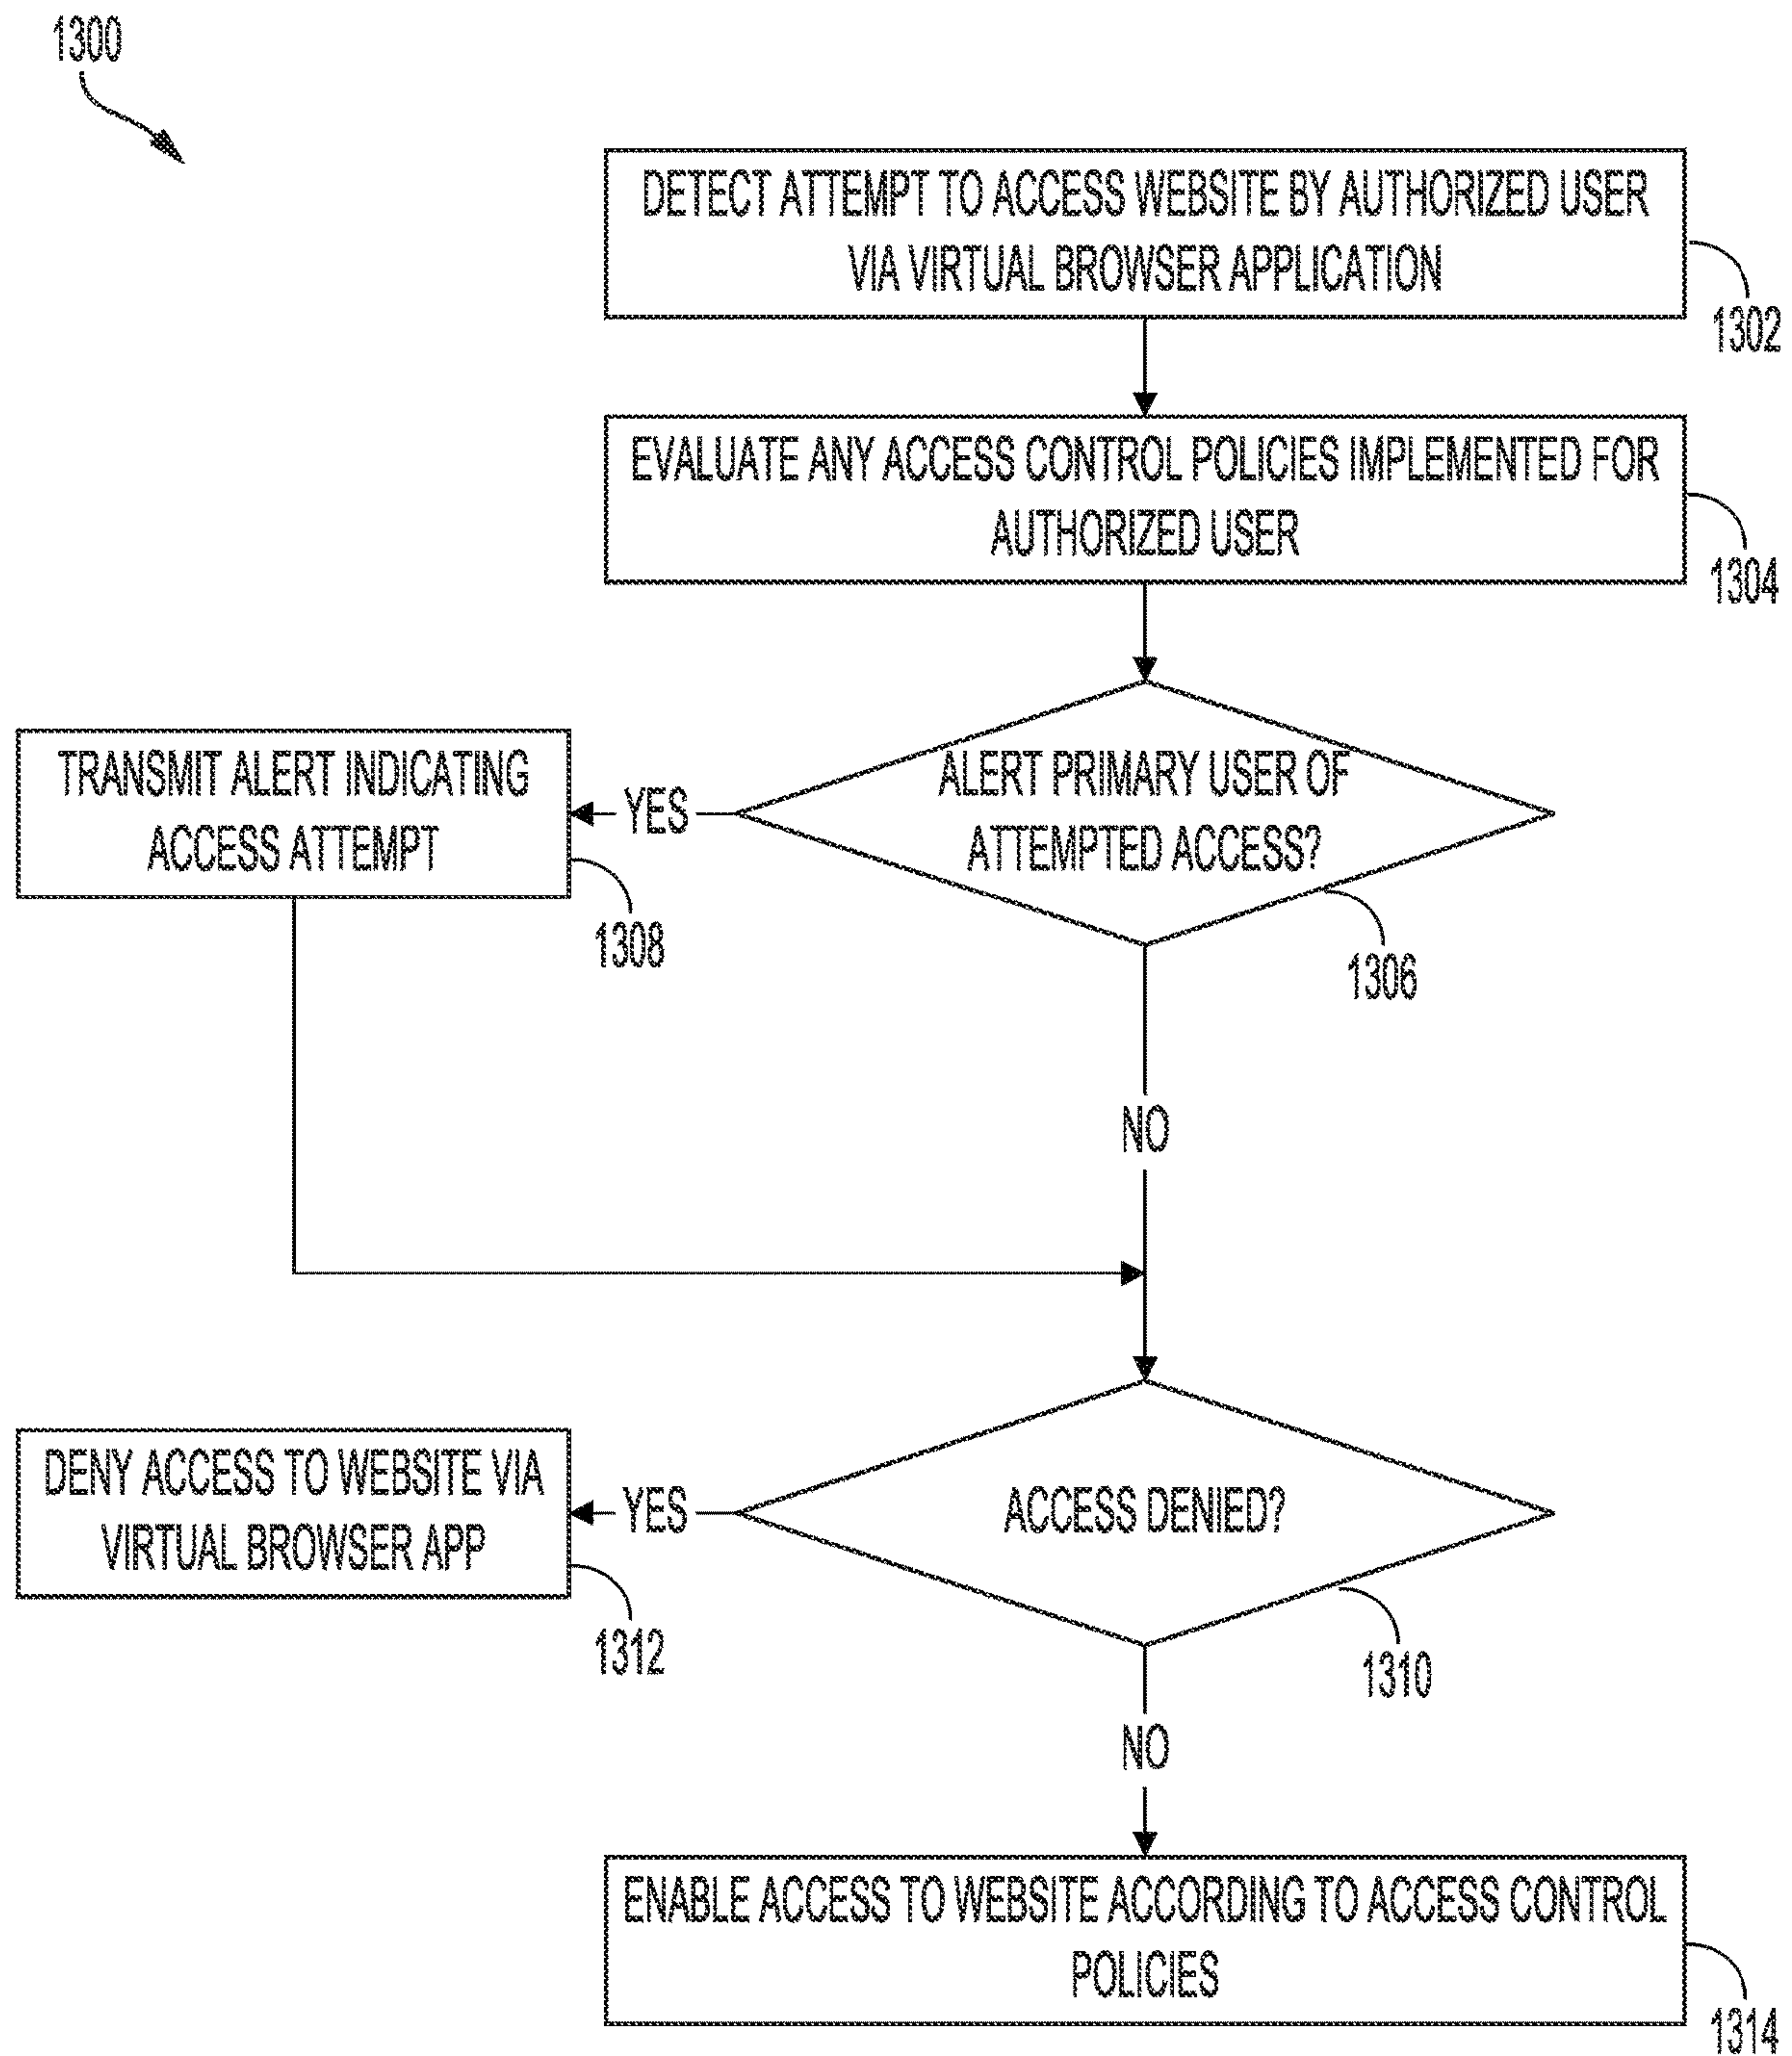 1300
DETECT ATTEMPT TO ACCESS WEBSITE BY AUTHORIZED USER
VIA VIRTUAL BROWSER APPLICATION
1302
EVALUATE ANY ACCESS CONTROL POLICIES IMPLEMENTED FOR
AUTHORIZED USER
1304
ALERT PRIMARY USER OF
ATTEMPTED ACCESS?
1306
YES
TRANSMIT ALERT INDICATING
ACCESS ATTEMPT
1308
NO
ACCESS DENIED?
1310
YES
DENY ACCESS TO WEBSITE VIA
VIRTUAL BROWSER APP
1312
NO
ENABLE ACCESS TO WEBSITE ACCORDING TO ACCESS CONTROL
POLICIES
1314